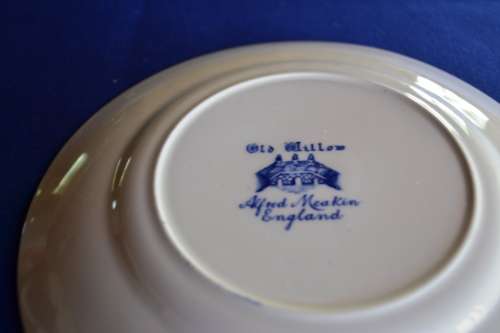 Old Willow
Alfred Meakin
England